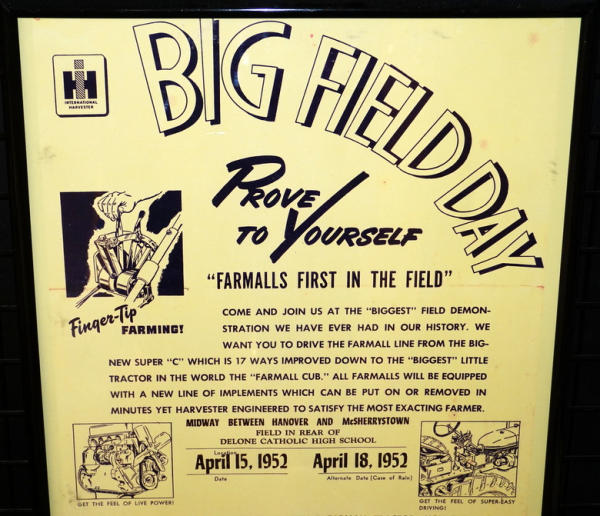 BIG FIELD DAY
IH
INTERNATIONAL
HARVESTER
PROVE
TO YOURSELF
"FARMALLS FIRST IN THE FIELD"
Finger-Tip
FARMING!
COME AND JOIN US AT THE "BIGGEST" FIELD DEMON-
STRATION WE HAVE EVER HAD IN OUR HISTORY. WE
WANT YOU TO DRIVE THE FARMALL LINE FROM THE BIG-
NEW SUPER "C" WHICH IS 17 WAYS IMPROVED DOWN TO THE "BIGGEST" LITTLE
TRACTOR IN THE WORLD THE "FARMALL CUB." ALL FARMALLS WILL BE EQUIPPED
WITH A NEW LINE OF IMPLEMENTS WHICH CAN BE PUT ON OR REMOVED IN
MINUTES YET HARVESTER ENGINEERED TO SATISFY THE MOST EXACTING FARMER.
MIDWAY BETWEEN HANOVER AND McSHERRYSTOWN
FIELD IN REAR OF
DELONE CATHOLIC HIGH SCHOOL
Location
April 15, 1952 April 18, 1952
Date Alternate Date (Case of Rain)
GET THE FEEL OF LIVE POWER!
GET THE FEEL OF SUPER-EASY
DRIVING!